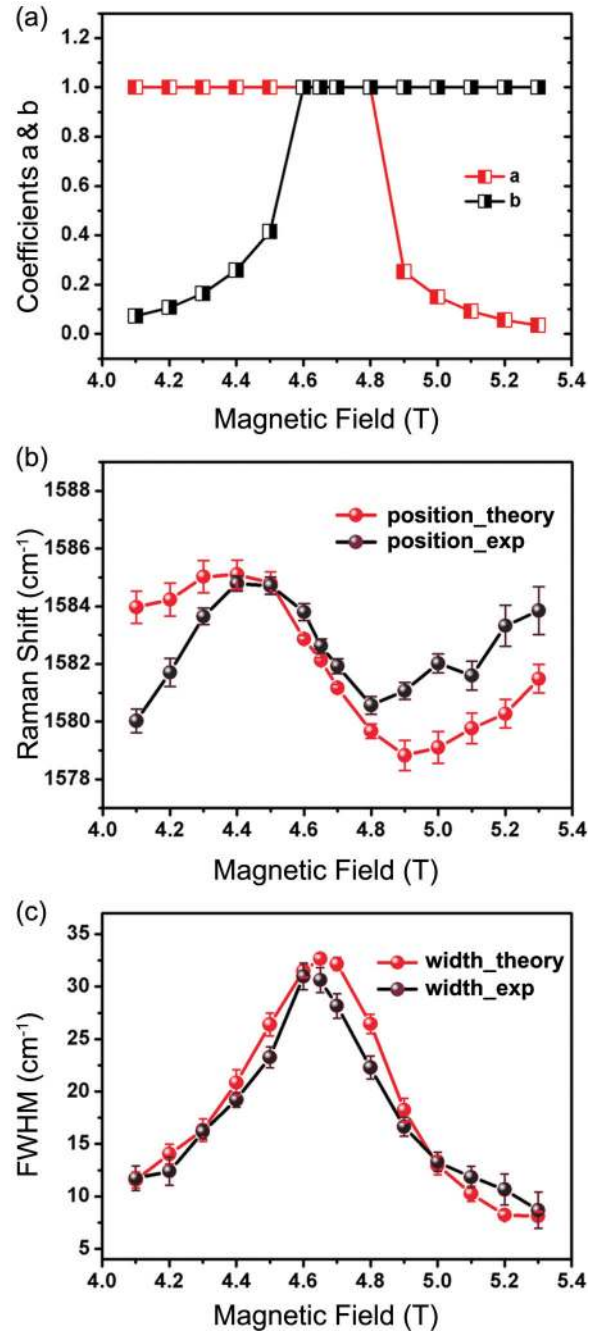 (a)
1.2
1.0
0.8
0.6
0.4
0.2
0.0
Coefficients a & b
a
b
4.0 4.2 4.4 4.6 4.8 5.0 5.2 5.4
Magnetic Field (T)
(b)
1588
1586
1584
1582
1580
1578
Raman Shift (cm⁻¹)
position_theory
position_exp
4.0 4.2 4.4 4.6 4.8 5.0 5.2 5.4
Magnetic Field (T)
(c)
35
30
25
20
15
10
5
FWHM (cm⁻¹)
width_theory
width_exp
4.0 4.2 4.4 4.6 4.8 5.0 5.2 5.4
Magnetic Field (T)